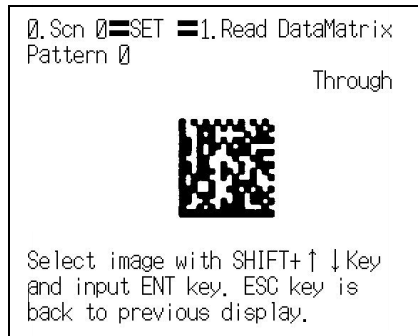 0.Scn 0=SET =1.Read DataMatrix
Pattern 0
Through
Select image with SHIFT+↑↓Key
and input ENT key. ESC key is
back to previous display.